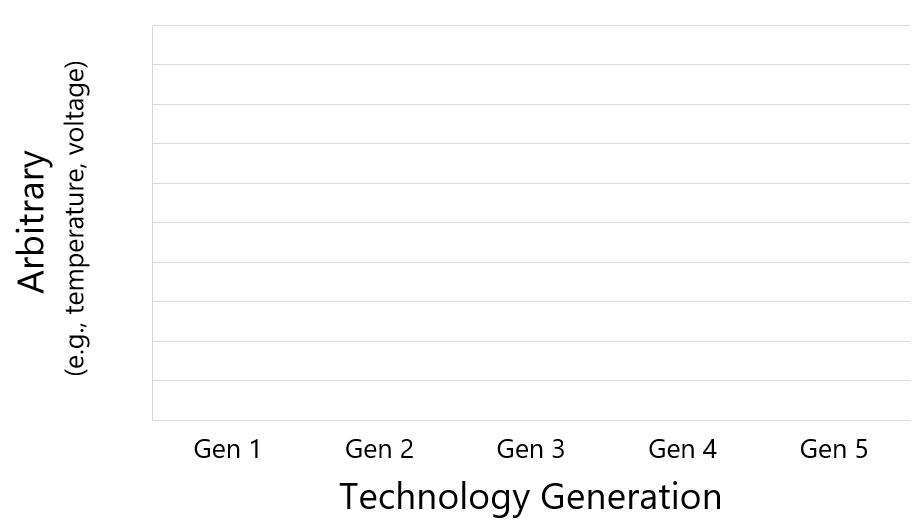 Arbitrary
(e.g., temperature, voltage)
Gen 1 Gen 2 Gen 3 Gen 4 Gen 5
Technology Generation